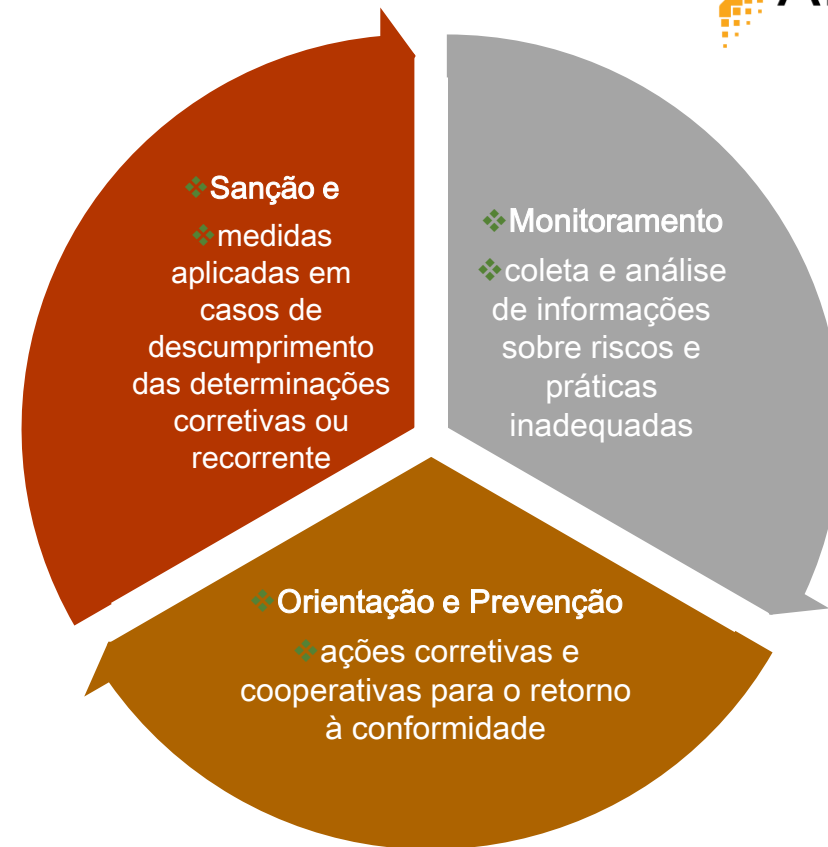 Sanção e
medidas
aplicadas em
casos de
descumprimento
das determinações
corretivas ou
recorrente
Monitoramento
coleta e análise
de informações
sobre riscos e
práticas
inadequadas
Orientação e Prevenção
ações corretivas e
cooperativas para o retorno
à conformidade